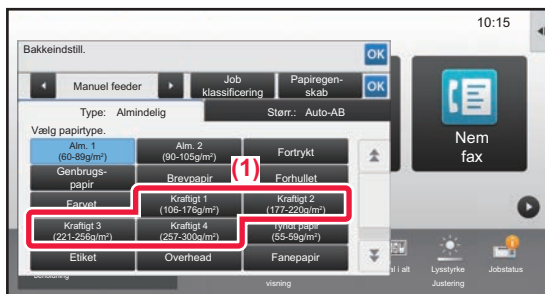 10:15
Bakkeindstill.
OK
Manuel feeder
Job
klassificering
Papiregen-
skab
OK
Type: Almindelig
Størr.: Auto-AB
Vælg papirtype.
Alm. 1
(60-89g/m²)
Alm. 2
(90-105g/m²)
Fortrykt
Genbrugs-
papir
Brevpapir
(1)
Forhullet
Farvet
Kraftigt 1
(106-176g/m²)
Kraftigt 2
(177-220g/m²)
Kraftigt 3
(221-256g/m²)
Kraftigt 4
(257-300g/m²)
Tyndt papir
(55-59g/m²)
Etiket
Overhead
Fanepapir
Nem
fax
l i alt
Lysstyrke
Justering
Jobstatus
visning